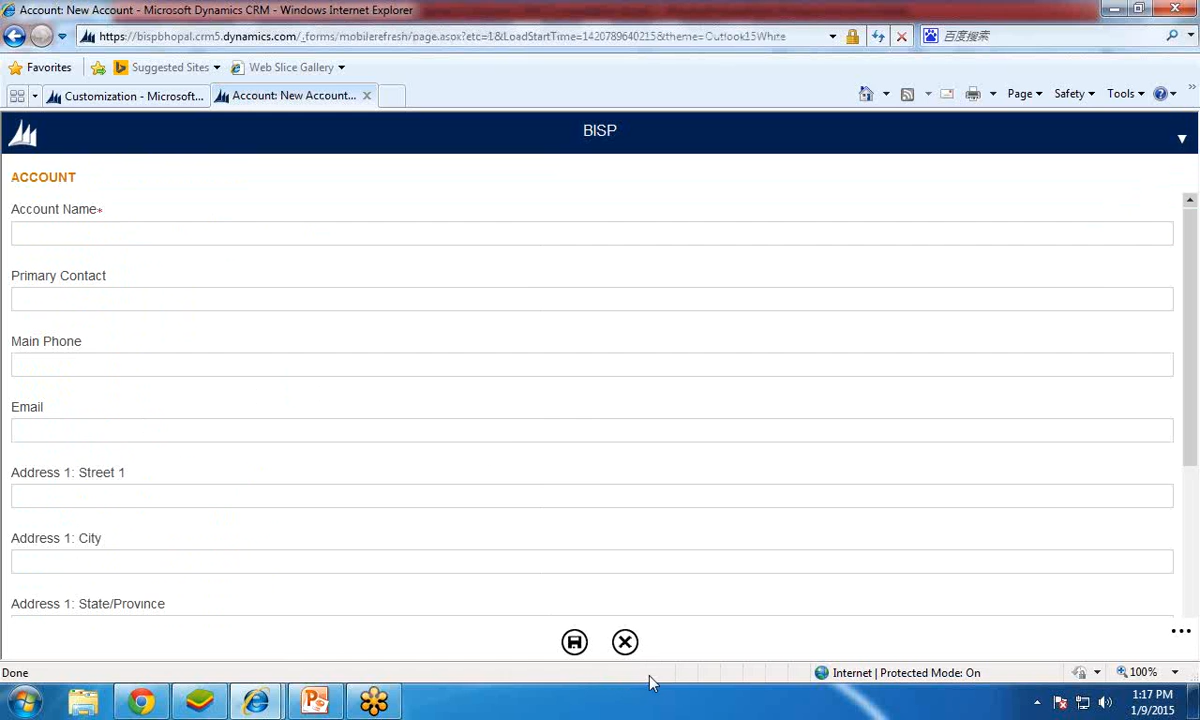 Account: New Account - Microsoft Dynamics CRM - Windows Internet Explorer
https://bispbhopal.crm5.dynamics.com/_forms/mobilerefresh/page.aspx?etc=1&LoadStartTime=1420789640215&theme=Outlook15White
百度搜索
Favorites
Suggested Sites
Web Slice Gallery
Customization - Microsoft...
Account: New Account...
Page
Safety
Tools
»
BISP
ACCOUNT
Account Name*
Primary Contact
Main Phone
Email
Address 1: Street 1
Address 1: City
Address 1: State/Province
...
Done
Internet | Protected Mode: On
100%
1:17 PM
1/9/2015